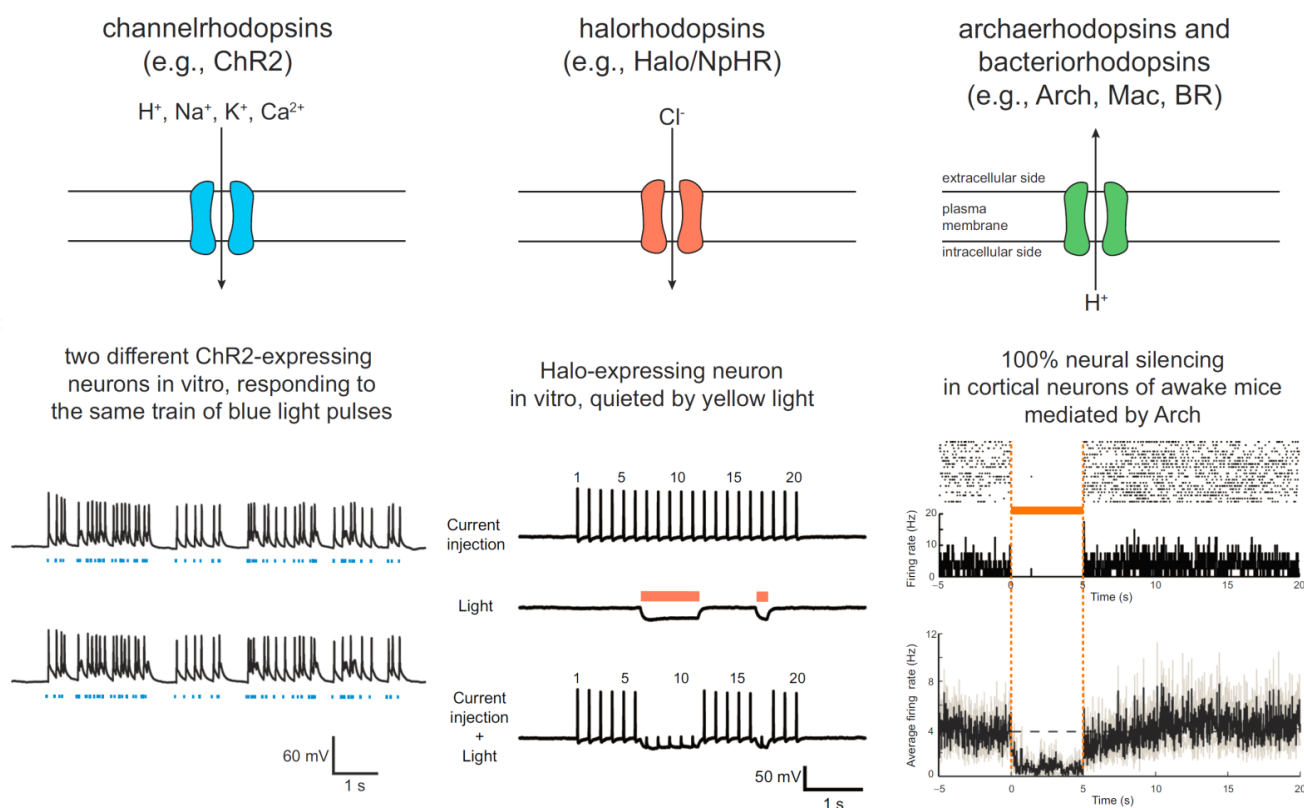 channelrhodopsins
(e.g., ChR2)
H⁺, Na⁺, K⁺, Ca²⁺
two different ChR2-expressing
neurons in vitro, responding to
the same train of blue light pulses
60 mV
1 s
halorhodopsins
(e.g., Halo/NpHR)
Cl⁻
Halo-expressing neuron
in vitro, quieted by yellow light
1 5 10 15 20
Current
injection
Light
1 5 10 15 20
Current
injection
+
Light
50 mV
1 s
archaerhodopsins and
bacteriorhodopsins
(e.g., Arch, Mac, BR)
extracellular side
plasma
membrane
intracellular side
H⁺
100% neural silencing
in cortical neurons of awake mice
mediated by Arch
Firing rate (Hz)
20
10
0
−5 0 5 10 15 20
Time (s)
Average firing rate (Hz)
12
8
4
0
−5 0 5 10 15 20
Time (s)